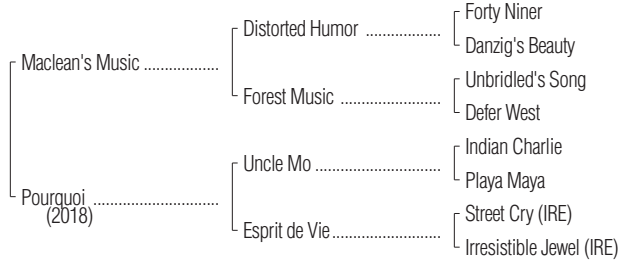 Forty Niner
Distorted Humor ..................
Danzig's Beauty
Maclean's Music ..................
Unbridled's Song
Forest Music ........................
Defer West
Indian Charlie
Uncle Mo ..............................
Playa Maya
Pourquoi ..............................
(2018)
Street Cry (IRE)
Esprit de Vie..........................
Irresistible Jewel (IRE)